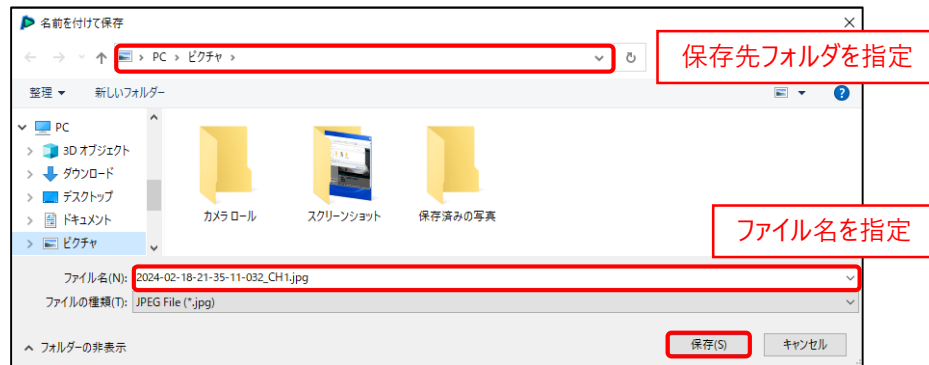 名前を付けて保存
PC › ピクチャ ›
保存先フォルダを指定
整理 新しいフォルダー
PC
3D オブジェクト
ダウンロード
デスクトップ
ドキュメント
ピクチャ
カメラ ロール スクリーンショット 保存済みの写真
ファイル名を指定
ファイル名(N): 2024-02-18-21-35-11-032_CH1.jpg
ファイルの種類(T): JPEG File (*.jpg)
フォルダーの非表示 保存(S) キャンセル